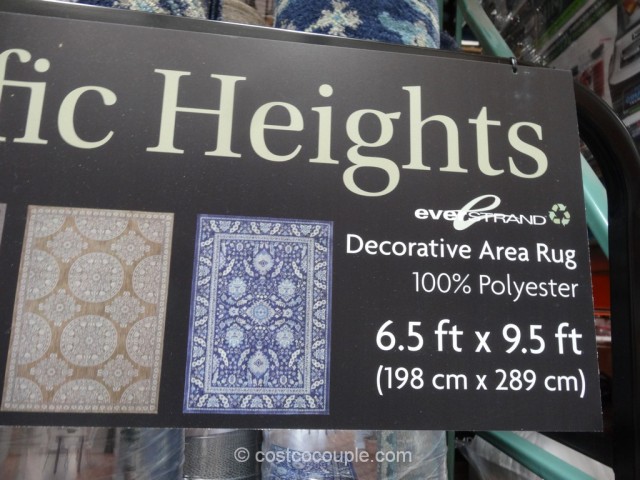 fic Heights
everSTRAND
Decorative Area Rug
100% Polyester
6.5 ft x 9.5 ft
(198 cm x 289 cm)
© costcocouple.com